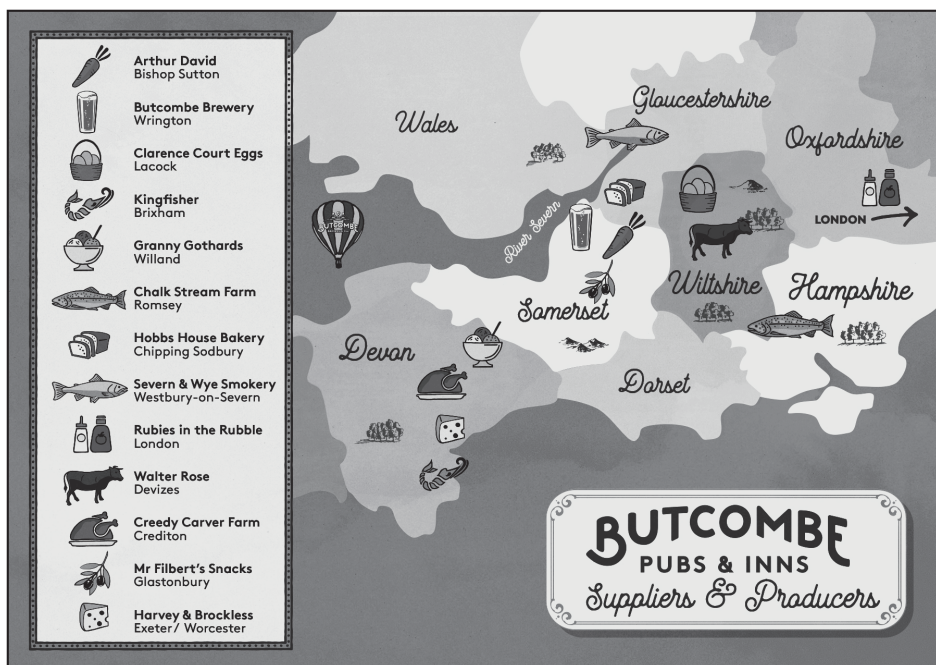 Arthur David
Bishop Sutton
Butcombe Brewery
Wrington
Clarence Court Eggs
Lacock
Kingfisher
Brixham
Granny Gothards
Willand
Chalk Stream Farm
Romsey
Hobbs House Bakery
Chipping Sodbury
Severn & Wye Smokery
Westbury-on-Severn
Rubies in the Rubble
London
Walter Rose
Devizes
Creedy Carver Farm
Crediton
Mr Filbert's Snacks
Glastonbury
Harvey & Brockless
Exeter/ Worcester
Wales
Gloucestershire
Oxfordshire
BUTCOMBE
River Severn
LONDON
Wiltshire
Hampshire
Somerset
Devon
Dorset
BUTCOMBE
PUBS & INNS
Suppliers & Producers